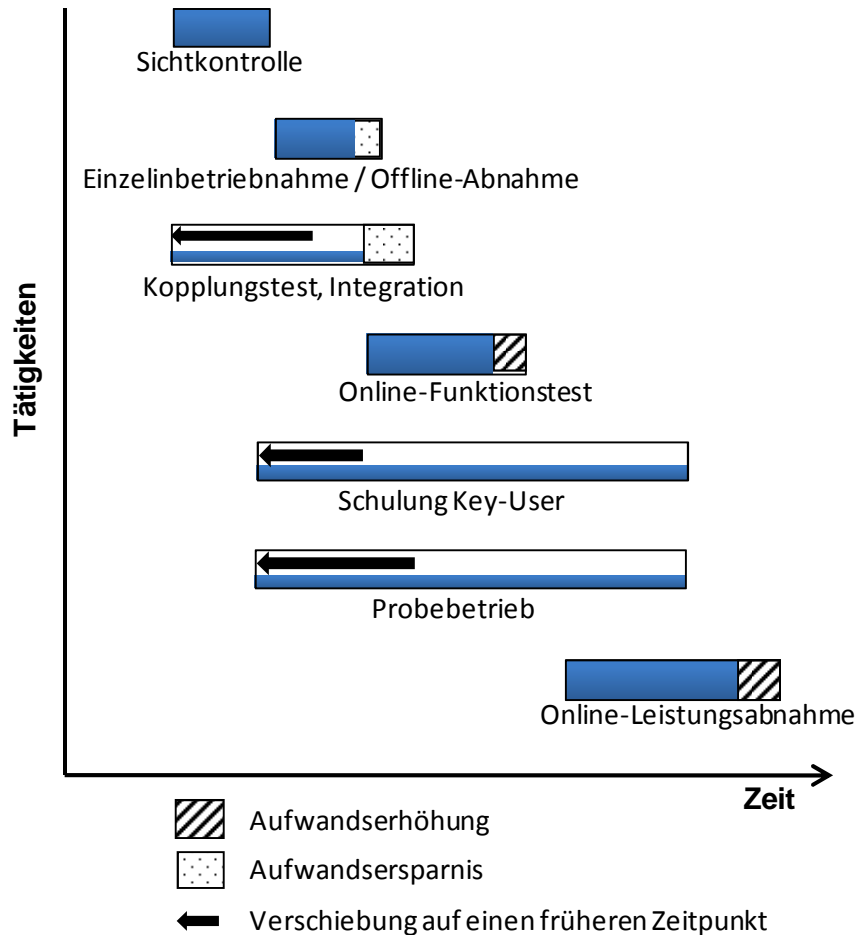 Sichtkontrolle
Einzelinbetriebnahme / Offline-Abnahme
Kopplungstest, Integration
Online-Funktionstest
Schulung Key-User
Probebetrieb
Online-Leistungsabnahme
Tätigkeiten
Zeit
Aufwandserhöhung
Aufwandsersparnis
Verschiebung auf einen früheren Zeitpunkt